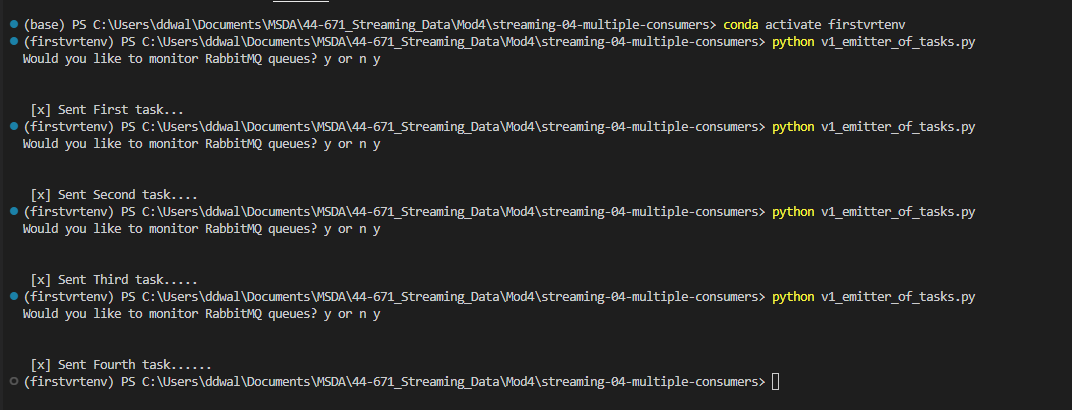 (base) PS C:\Users\ddwal\Documents\MSDA\44-671_Streaming_Data\Mod4\streaming-04-multiple-consumers> conda activate firstvrtenv
(firstvrtenv) PS C:\Users\ddwal\Documents\MSDA\44-671_Streaming_Data\Mod4\streaming-04-multiple-consumers> python v1_emitter_of_tasks.py
Would you like to monitor RabbitMQ queues? y or n y
[x] Sent First task...
(firstvrtenv) PS C:\Users\ddwal\Documents\MSDA\44-671_Streaming_Data\Mod4\streaming-04-multiple-consumers> python v1_emitter_of_tasks.py
Would you like to monitor RabbitMQ queues? y or n y
[x] Sent Second task....
(firstvrtenv) PS C:\Users\ddwal\Documents\MSDA\44-671_Streaming_Data\Mod4\streaming-04-multiple-consumers> python v1_emitter_of_tasks.py
Would you like to monitor RabbitMQ queues? y or n y
[x] Sent Third task.....
(firstvrtenv) PS C:\Users\ddwal\Documents\MSDA\44-671_Streaming_Data\Mod4\streaming-04-multiple-consumers> python v1_emitter_of_tasks.py
Would you like to monitor RabbitMQ queues? y or n y
[x] Sent Fourth task......
(firstvrtenv) PS C:\Users\ddwal\Documents\MSDA\44-671_Streaming_Data\Mod4\streaming-04-multiple-consumers>